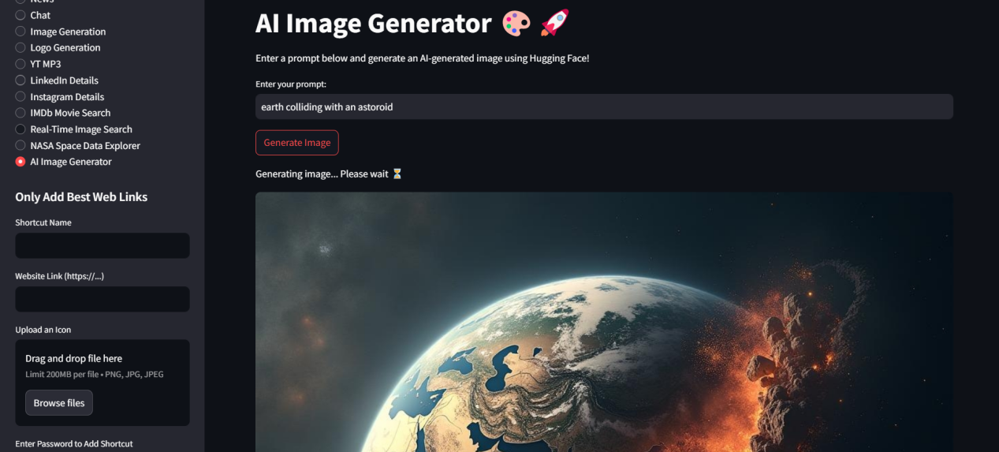 News
Chat
Image Generation
Logo Generation
YT MP3
LinkedIn Details
Instagram Details
IMDb Movie Search
Real-Time Image Search
NASA Space Data Explorer
AI Image Generator
Only Add Best Web Links
Shortcut Name
Website Link (https://...)
Upload an Icon
Drag and drop file here
Limit 200MB per file • PNG, JPG, JPEG
Browse files
Enter Password to Add Shortcut
AI Image Generator 🎨 🚀
Enter a prompt below and generate an AI-generated image using Hugging Face!
Enter your prompt:
earth colliding with an astoroid
Generate Image
Generating image... Please wait ⏳